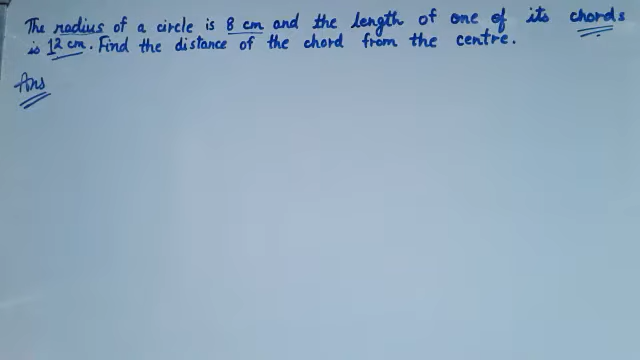 The radius of a circle is 8 cm and the length of one of its chords
is 12 cm. Find the distance of the chord from the centre.
Ans